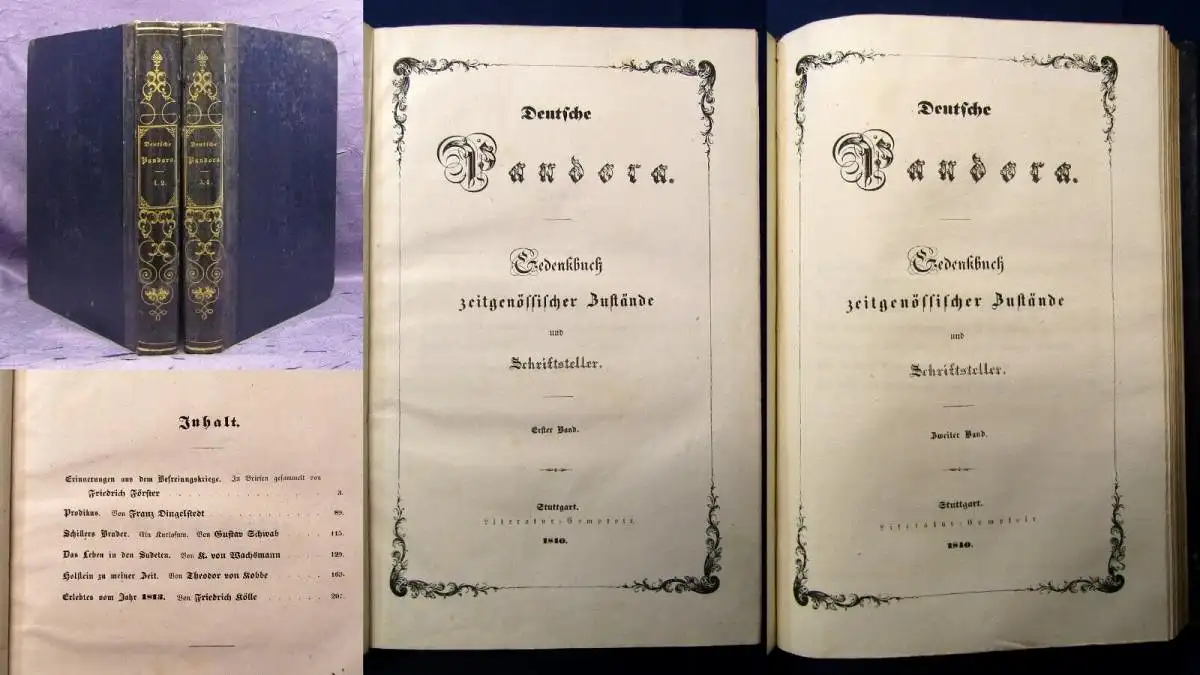 Deutsche
Pandora.
1.2.
Deutsche
Pandora.
3.4.
Inhalt.
Erinnerungen aus dem Befreiungskriege. In Briefen gesammelt von
Friedrich Förster . . . . . . . . . . . . 3.
Prodikus. Von Franz Dingelstedt . . . . . . . . 89.
Schillers Bruder. Ein Kuriosum. Von Gustav Schwab . . . . 115.
Das Leben in den Sudeten. Von K. von Wachsmann . . . . 129.
Holstein zu meiner Zeit. Von Theodor von Kobbe . . . . . 163.
Erlebtes vom Jahr 1813. Von Friedrich Kölle . . . . . . 207.
Deutsche
Pandora.
Gedenkbuch
zeitgenössischer Zustände
und
Schriftsteller.
Erster Band.
Stuttgart.
Literatur-Comptoir.
1840.
Deutsche
Pandora.
Gedenkbuch
zeitgenössischer Zustände
und
Schriftsteller.
Zweiter Band.
Stuttgart.
Literatur-Comptoir
1840.